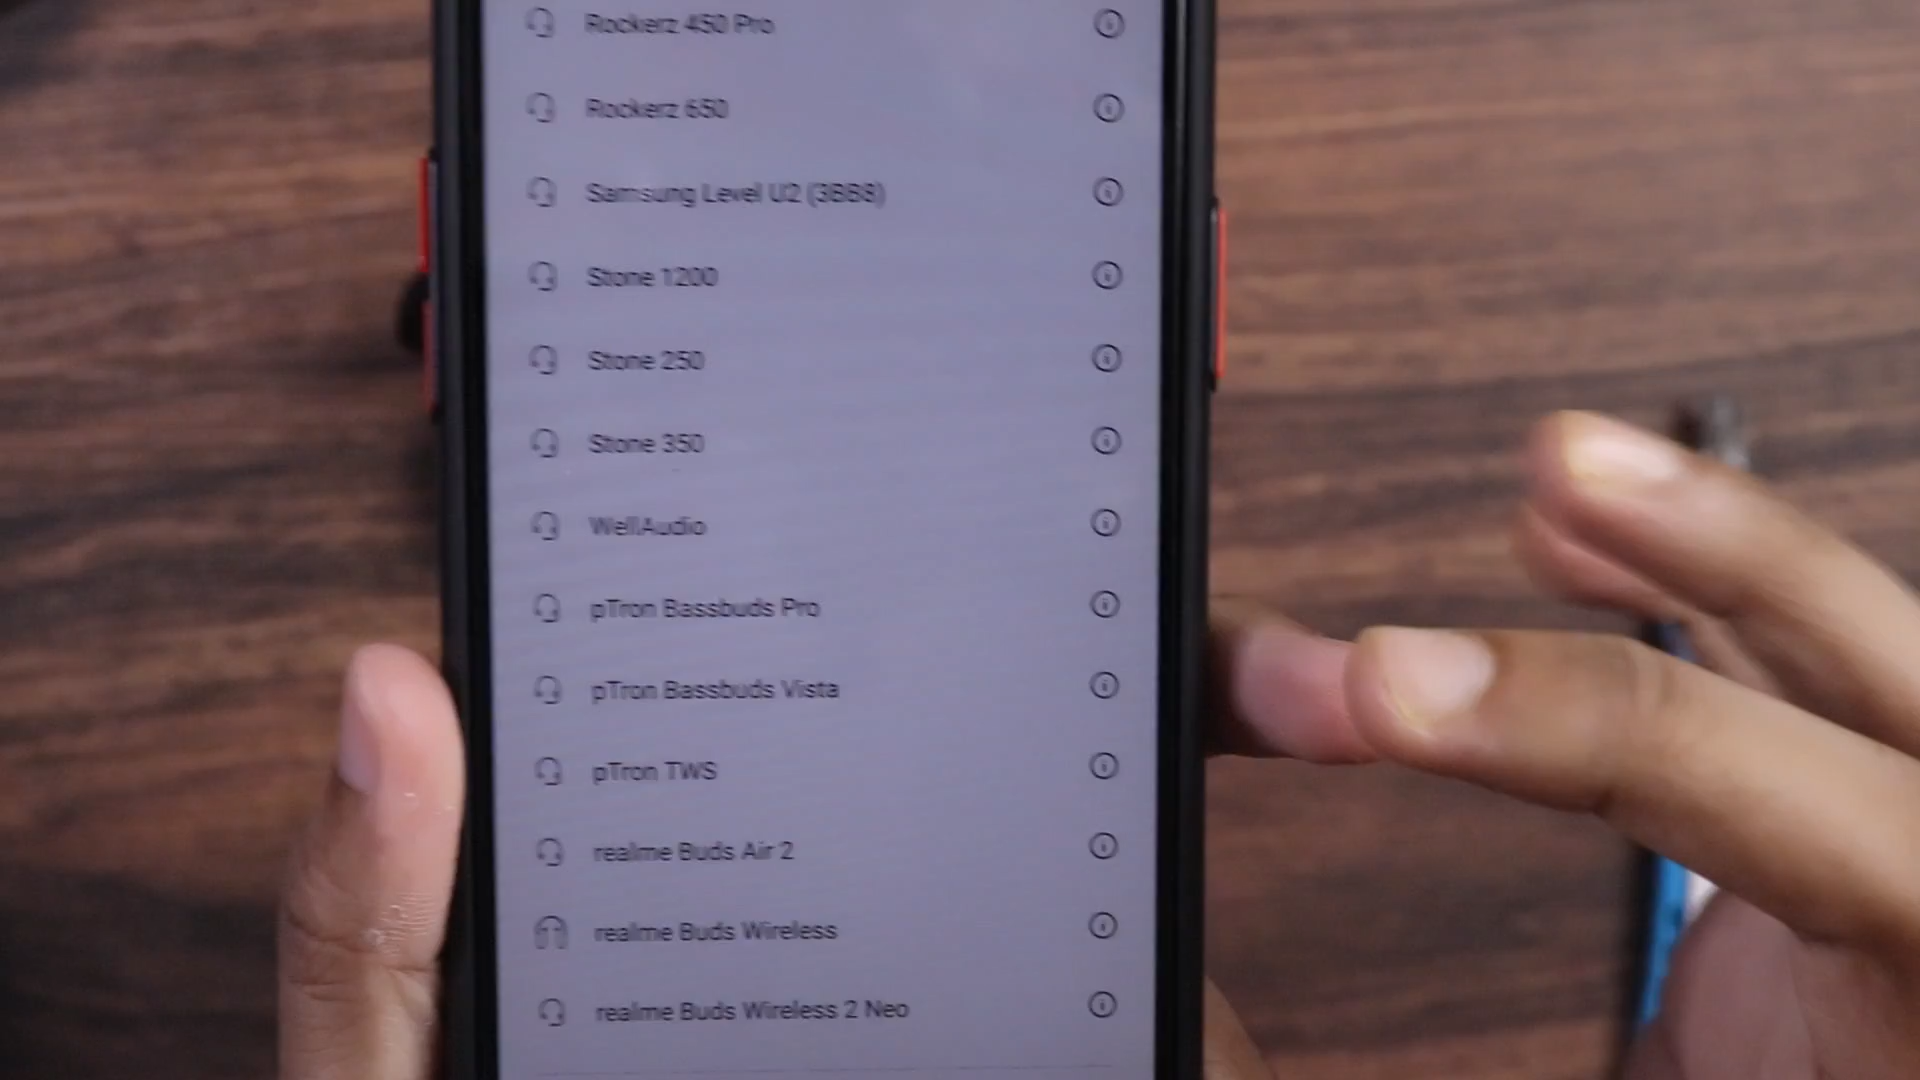 Rockerz 450 Pro
Rockerz 650
Samsung Level U2 (3BB8)
Stone 1200
Stone 250
Stone 350
WellAudio
pTron Bassbuds Pro
pTron Bassbuds Vista
pTron TWS
realme Buds Air 2
realme Buds Wireless
realme Buds Wireless 2 Neo